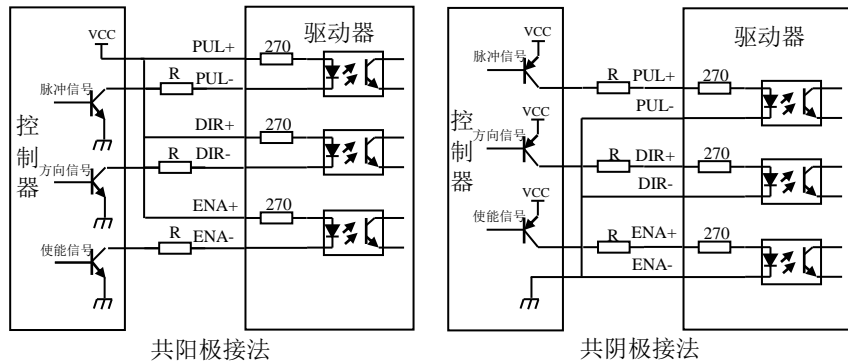 VCC
PUL+
270
驱动器
脉冲信号
R
PUL-
DIR+
270
控制器
方向信号
R
DIR-
ENA+
270
使能信号
R
ENA-
共阳极接法
VCC
驱动器
脉冲信号
R
PUL+
270
PUL-
VCC
控制器
方向信号
R
DIR+
270
DIR-
VCC
使能信号
R
ENA+
270
ENA-
共阴极接法